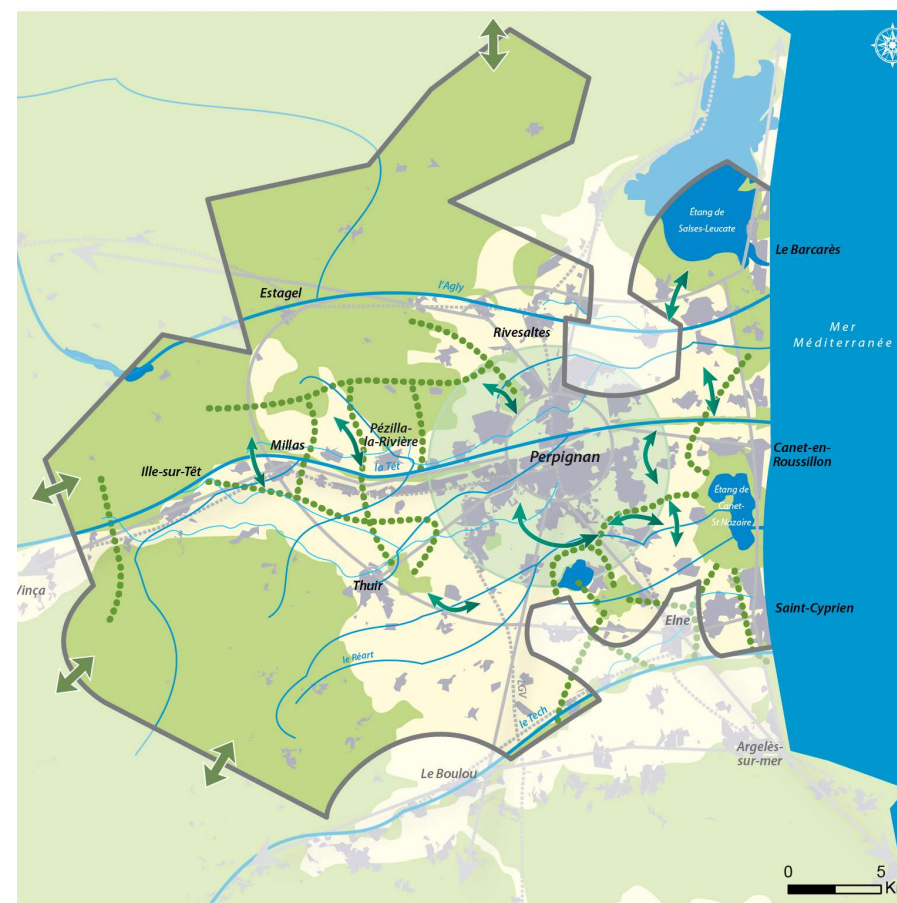 Étang de
Salses-Leucate
Le Barcarès
Estagel
l'Agly
Rivesaltes
Mer
Méditerranée
Pézilla-
la-Rivière
Millas
la Têt
Perpignan
Canet-en-
Roussillon
Ille-sur-Têt
Étang de
Canet-
St Nazaire
Vinça
Thuir
Elne
Saint-Cyprien
le Réart
LGV
le Tech
Argelès-
sur-mer
Le Boulou
0 5
K